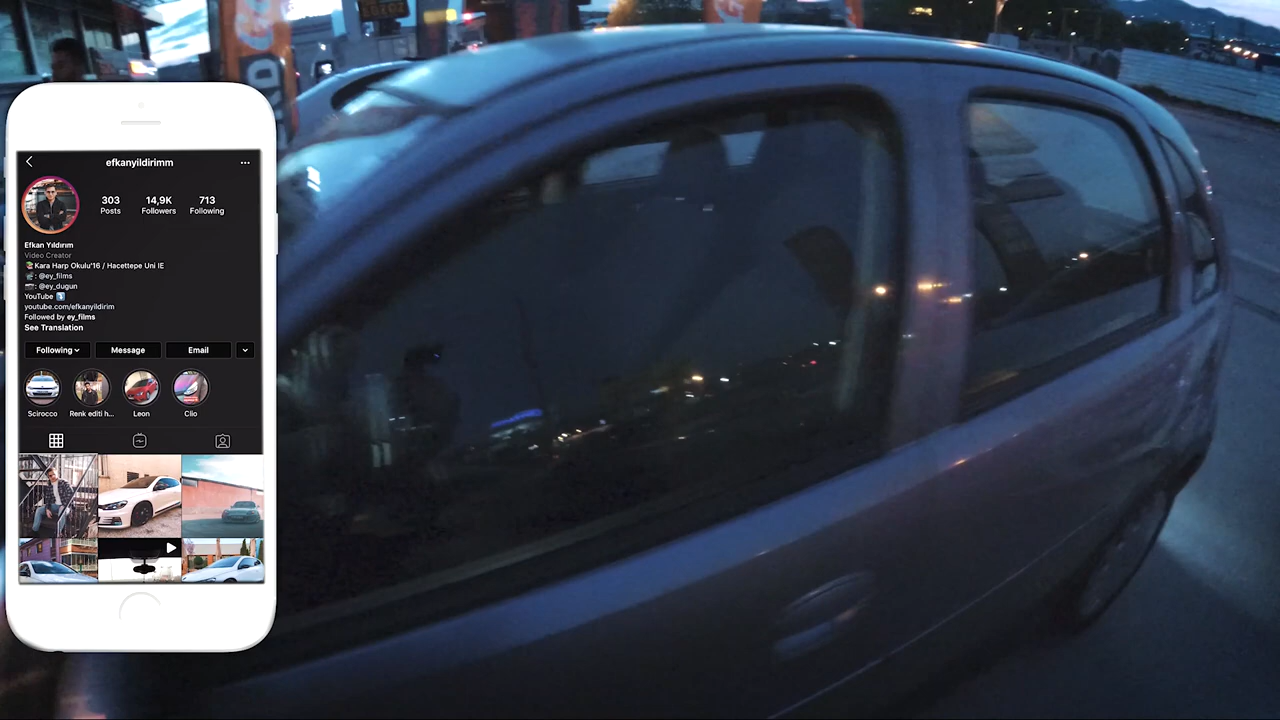 efkanyildirimm
303 14,9K 713
Posts Followers Following
Efkan Yıldırım
Video Creator
Kara Harp Okulu'16 / Hacettepe Uni IE
: @ey_films
: @ey_dugun
YouTube
youtube.com/efkanyildirim
Followed by ey_films
See Translation
Following Message Email
Scirocco Renk editi h... Leon Clio